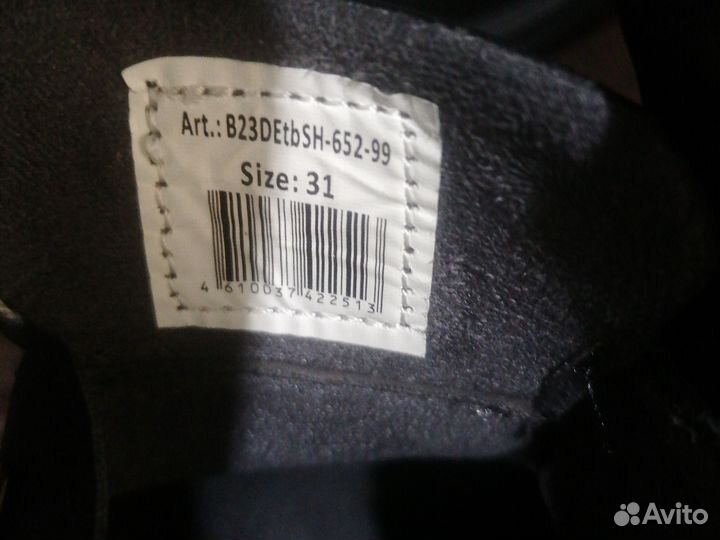 Art.: B23DEtbSH-652-99
Size: 31
4 610037 422513
Avito